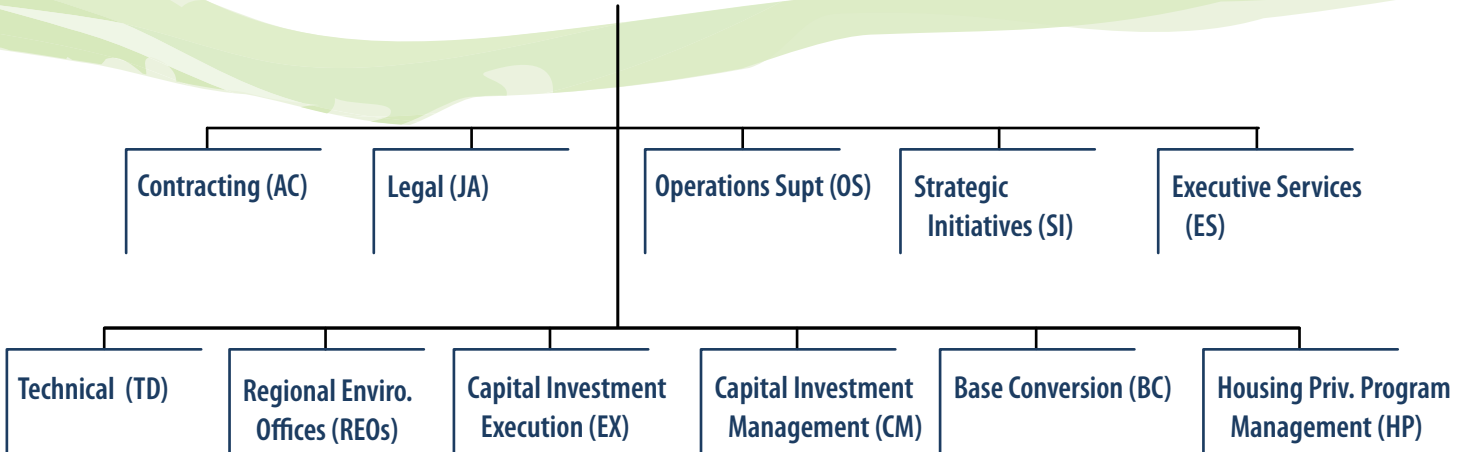 Contracting (AC)
Legal (JA)
Operations Supt (OS)
Strategic
Initiatives (SI)
Executive Services
(ES)
Technical (TD)
Regional Enviro.
Offices (REOs)
Capital Investment
Execution (EX)
Capital Investment
Management (CM)
Base Conversion (BC)
Housing Priv. Program
Management (HP)